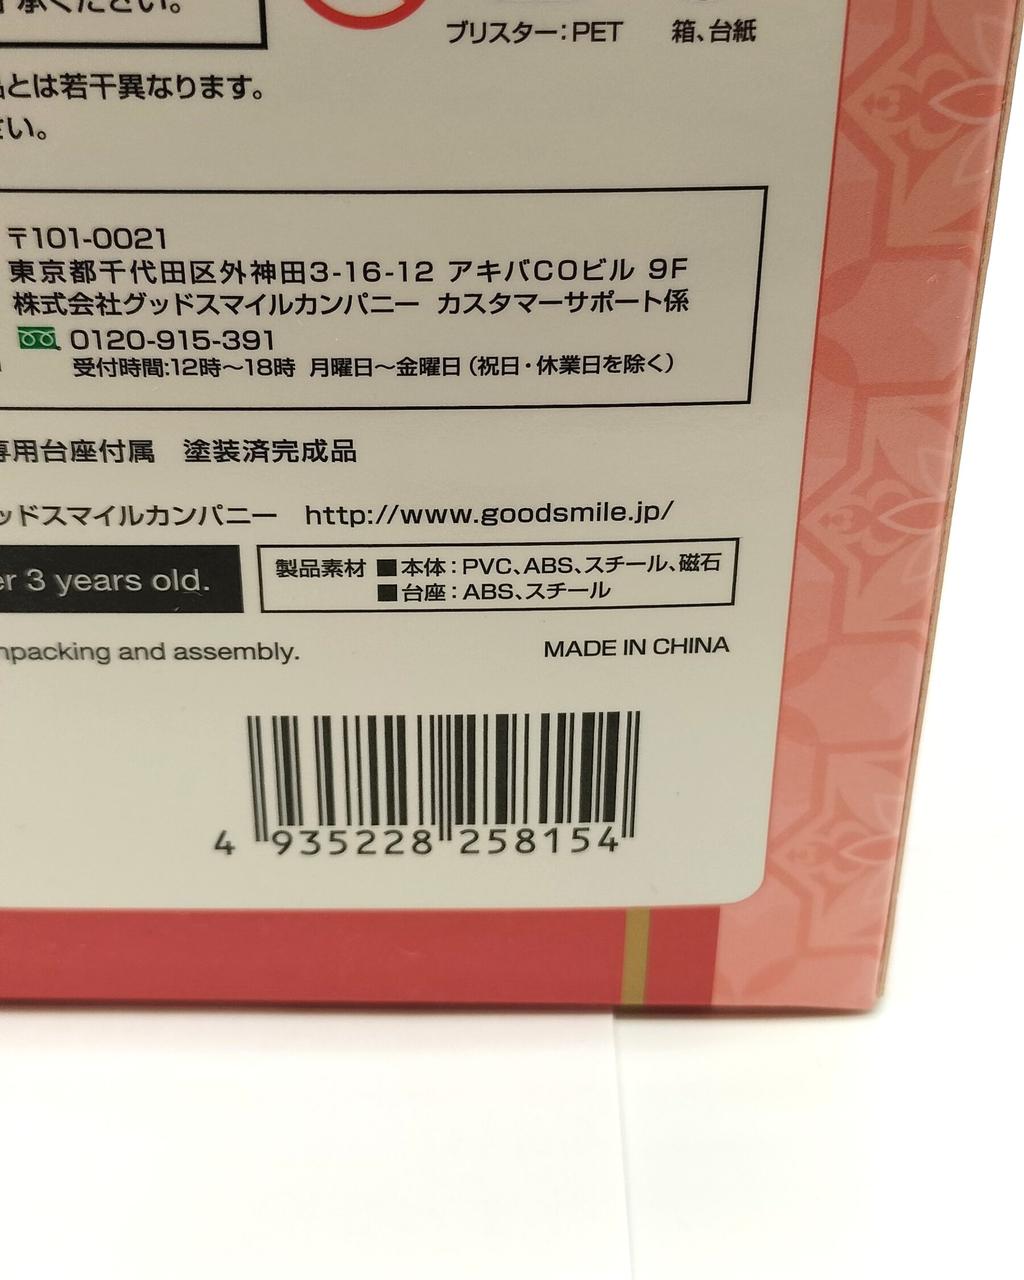 了承ください。
ブリスター：PET　箱、台紙
とは若干異なります。
さい。
〒101-0021
東京都千代田区外神田3-16-12 アキバCOビル 9F
株式会社グッドスマイルカンパニー カスタマーサポート係
0120-915-391
受付時間:12時〜18時 月曜日〜金曜日（祝日・休業日を除く）
専用台座付属　塗装済完成品
ッドスマイルカンパニー　http://www.goodsmile.jp/
er 3 years old.
製品素材 ■本体：PVC、ABS、スチール、磁石
■台座：ABS、スチール
npacking and assembly.
MADE IN CHINA
4 935228 258154